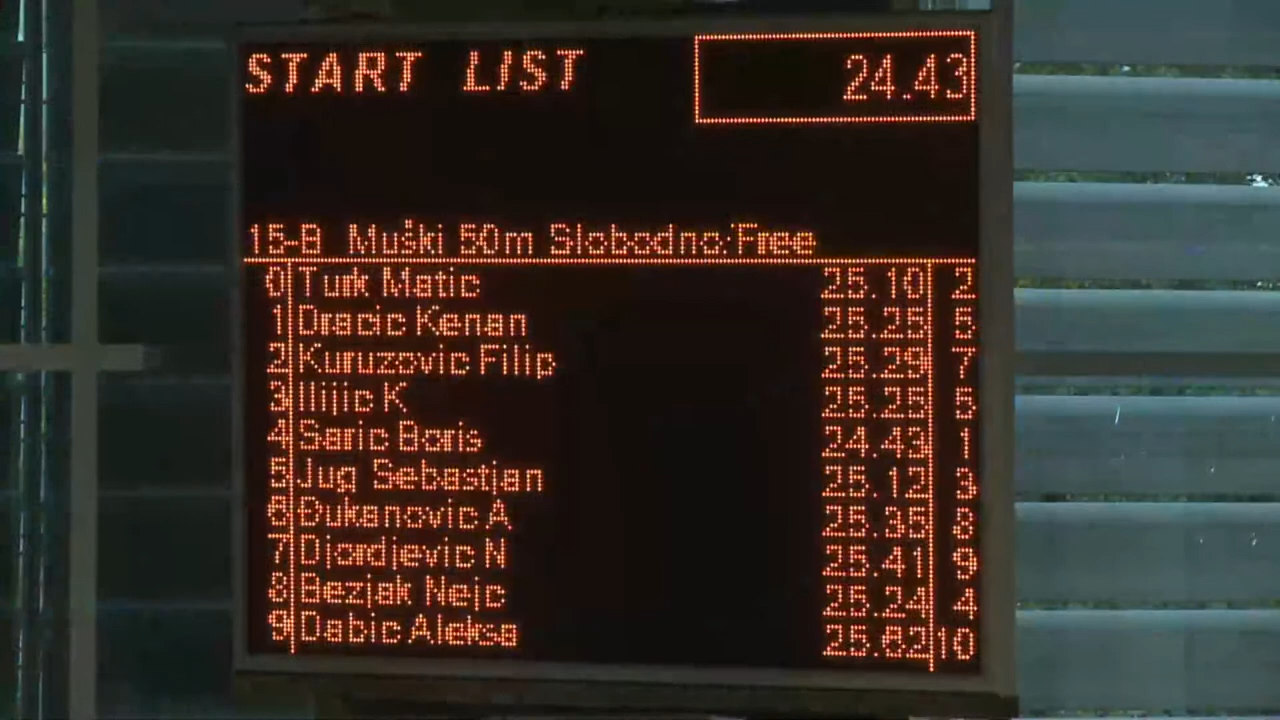 START LIST 24.43
15-B Muški 50m Slobodno/Free
0 Turk Matic 25.10 2
1 Dracic Kenan 25.25 5
2 Kuruzovic Filip 25.29 7
3 Ilijic K 25.25 5
4 Saric Boris 24.43 1
5 Jug Sebastjan 25.12 3
6 Đukanovic A 25.35 8
7 Djordjevic N 25.41 9
8 Bezjak Nejc 25.24 4
9 Dabic Aleksa 25.62 10